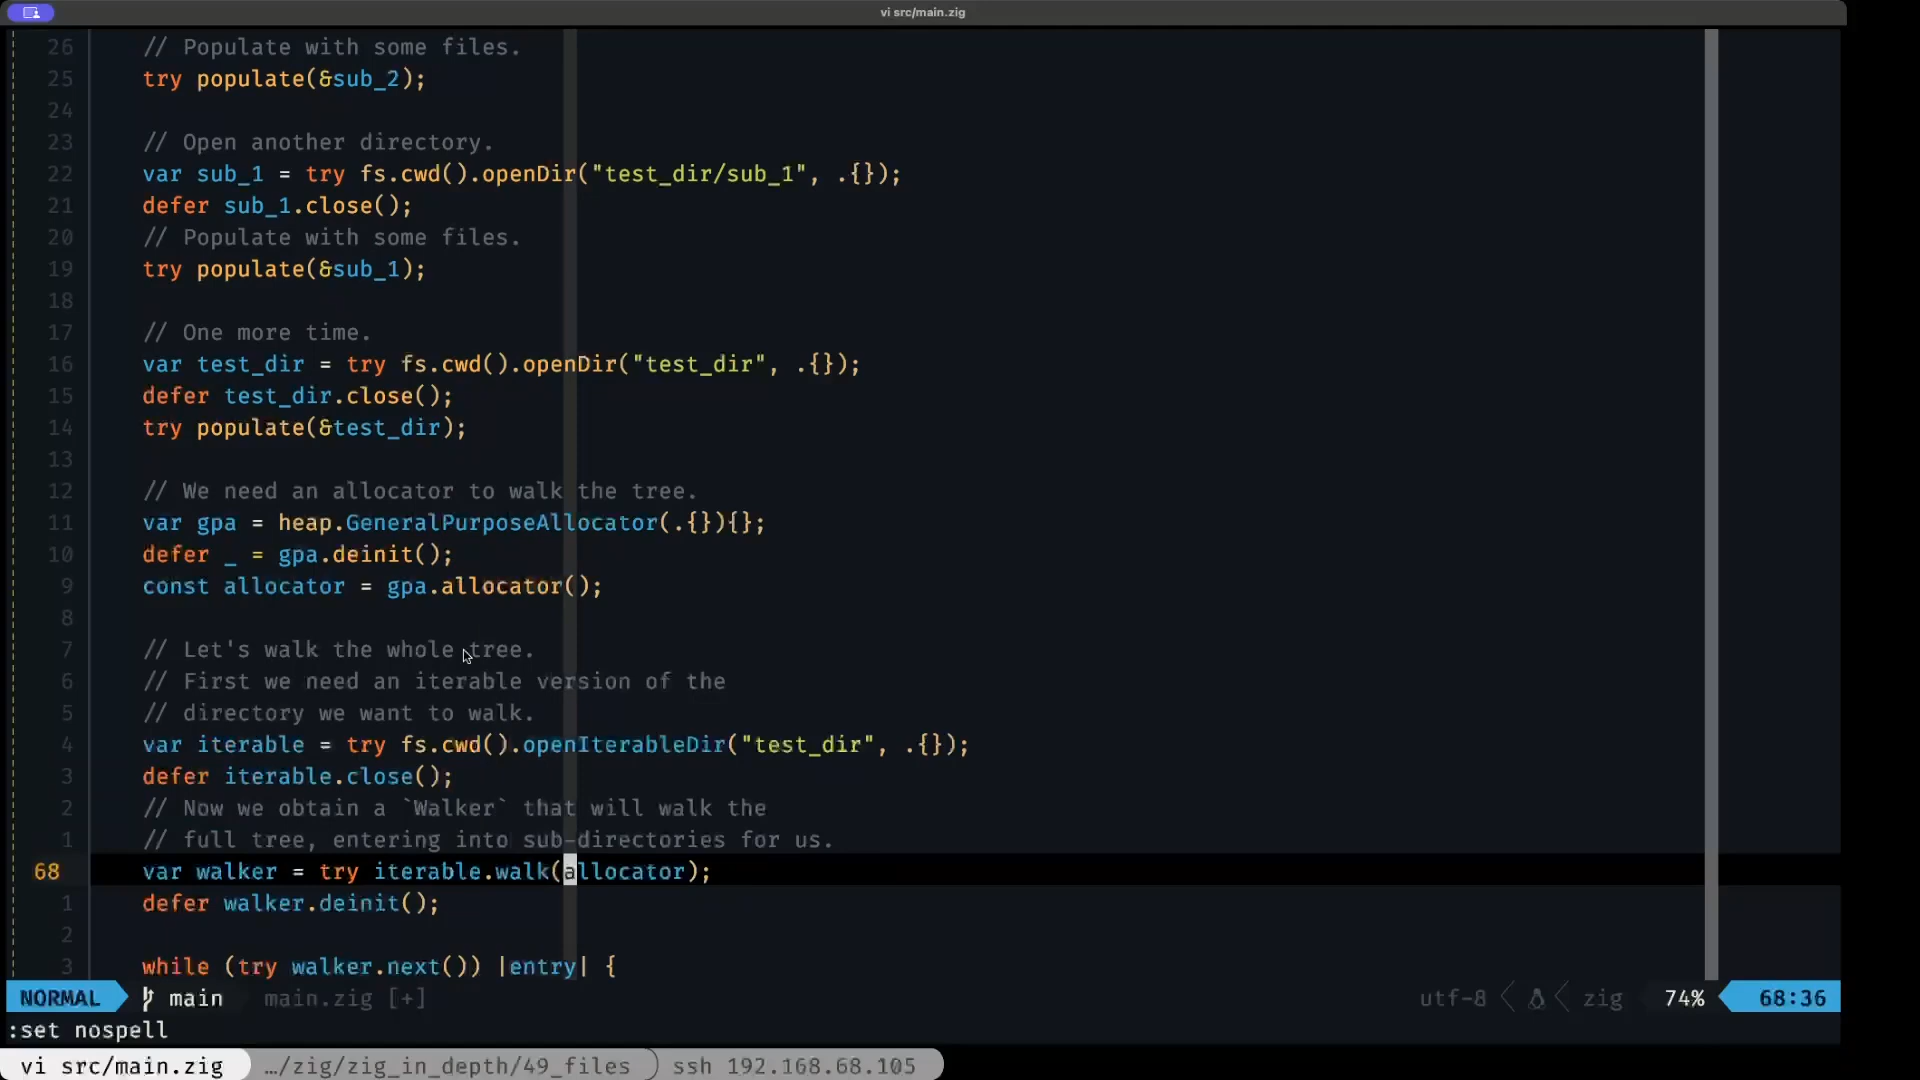 vi src/main.zig
26 // Populate with some files.
25 try populate(&sub_2);
24
23 // Open another directory.
22 var sub_1 = try fs.cwd().openDir("test_dir/sub_1", .{});
21 defer sub_1.close();
20 // Populate with some files.
19 try populate(&sub_1);
18
17 // One more time.
16 var test_dir = try fs.cwd().openDir("test_dir", .{});
15 defer test_dir.close();
14 try populate(&test_dir);
13
12 // We need an allocator to walk the tree.
11 var gpa = heap.GeneralPurposeAllocator(.{}){};
10 defer _ = gpa.deinit();
9 const allocator = gpa.allocator();
8
7 // Let's walk the whole tree.
6 // First we need an iterable version of the
5 // directory we want to walk.
4 var iterable = try fs.cwd().openIterableDir("test_dir", .{});
3 defer iterable.close();
2 // Now we obtain a `Walker` that will walk the
1 // full tree, entering into sub-directories for us.
68 var walker = try iterable.walk(allocator);
1 defer walker.deinit();
2
3 while (try walker.next()) |entry| {
NORMAL main main.zig [+] utf-8 zig 74% 68:36
:set nospell
vi src/main.zig …/zig/zig_in_depth/49_files ssh 192.168.68.105